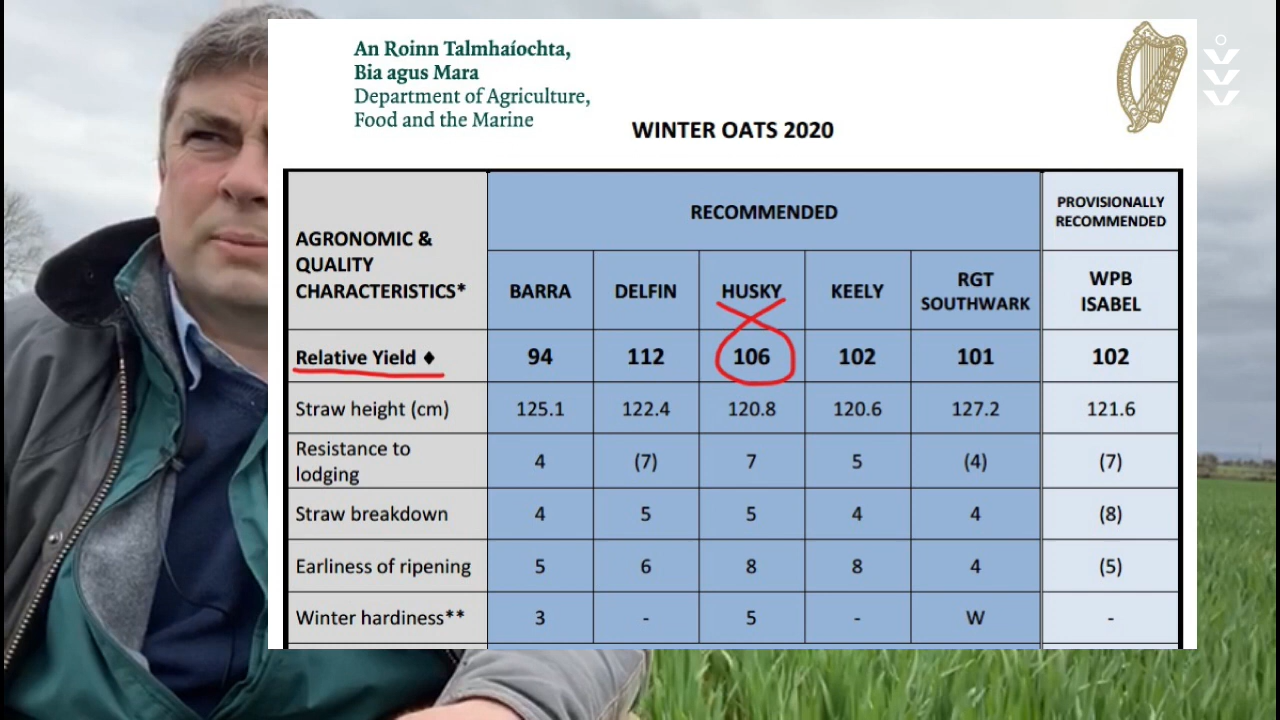 An Roinn Talmhaíochta,
Bia agus Mara
Department of Agriculture,
Food and the Marine
WINTER OATS 2020
AGRONOMIC &
QUALITY
CHARACTERISTICS*
RECOMMENDED
PROVISIONALLY
RECOMMENDED
BARRA
DELFIN
HUSKY
KEELY
RGT
SOUTHWARK
WPB
ISABEL
Relative Yield ♦ 94 112 106 102 101 102
Straw height (cm) 125.1 122.4 120.8 120.6 127.2 121.6
Resistance to
lodging 4 (7) 7 5 (4) (7)
Straw breakdown 4 5 5 4 4 (8)
Earliness of ripening 5 6 8 8 4 (5)
Winter hardiness** 3 - 5 - W -